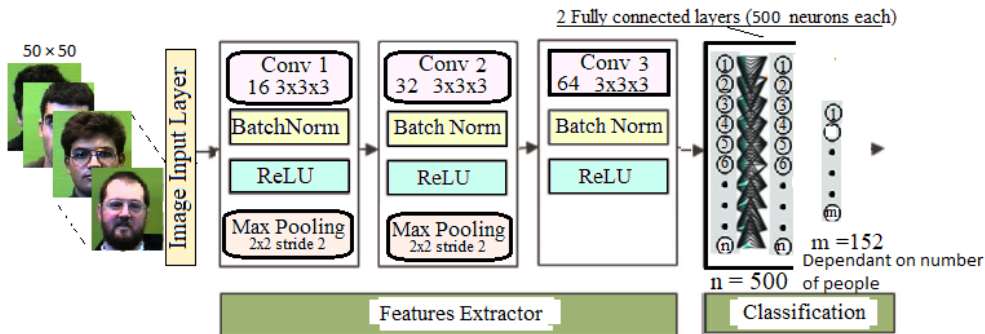 2 Fully connected layers (500 neurons each)
50 × 50
Image Input Layer
Conv 1
16 3x3x3
BatchNorm
ReLU
Max Pooling
2x2 stride 2
Conv 2
32 3x3x3
Batch Norm
ReLU
Max Pooling
2x2 stride 2
Conv 3
64 3x3x3
Batch Norm
ReLU
1
2
3
4
5
6
n
1
2
3
4
5
6
n
n = 500
1
m
m =152
Dependant on number
of people
Features Extractor
Classification